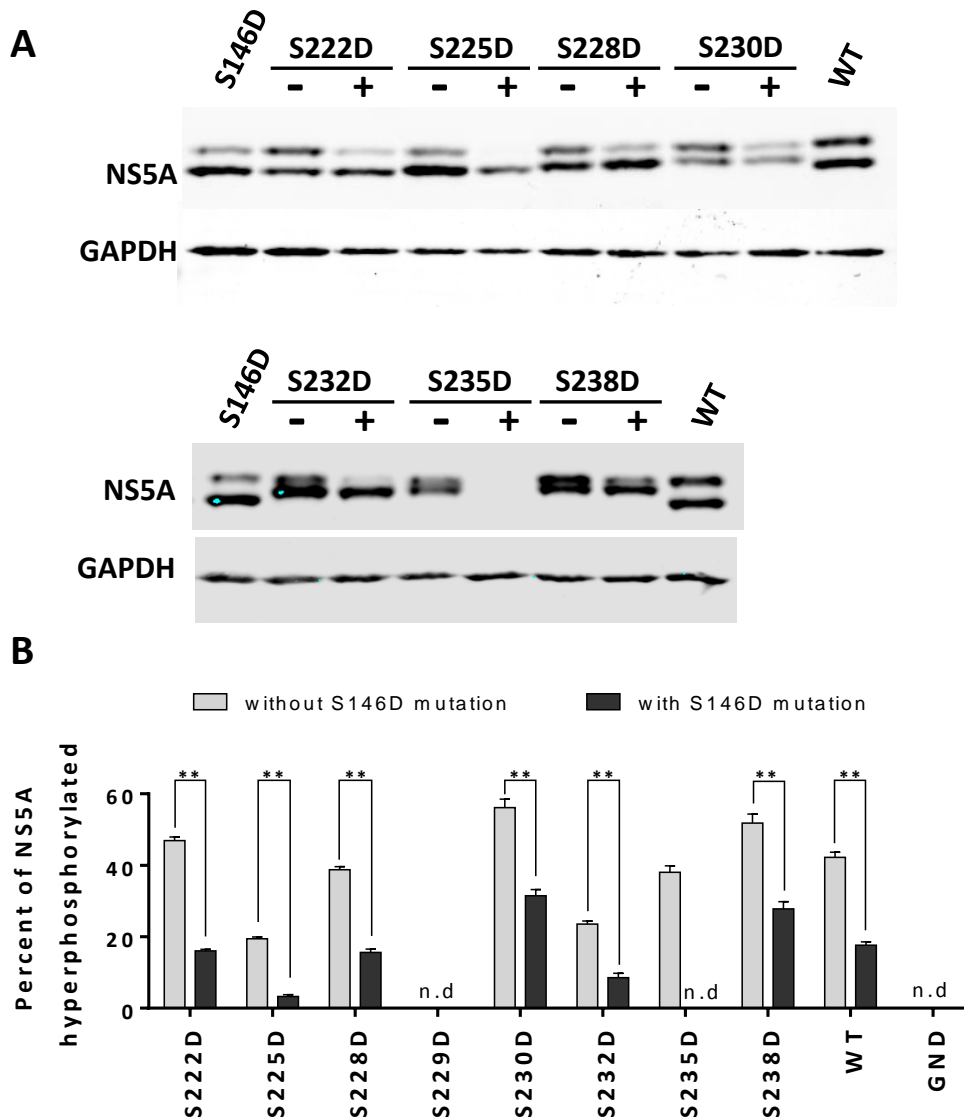 A
S146D S222D S225D S228D S230D WT
- + - + - + - +
NS5A
GAPDH
S146D S232D S235D S238D WT
- + - + - +
NS5A
GAPDH
B
without S146D mutation with S146D mutation
Percent of NS5A
hyperphosphorylated
** ** ** ** ** ** **
60
40
20
0
n.d n.d n.d
S222D S225D S228D S229D S230D S232D S235D S238D WT GND